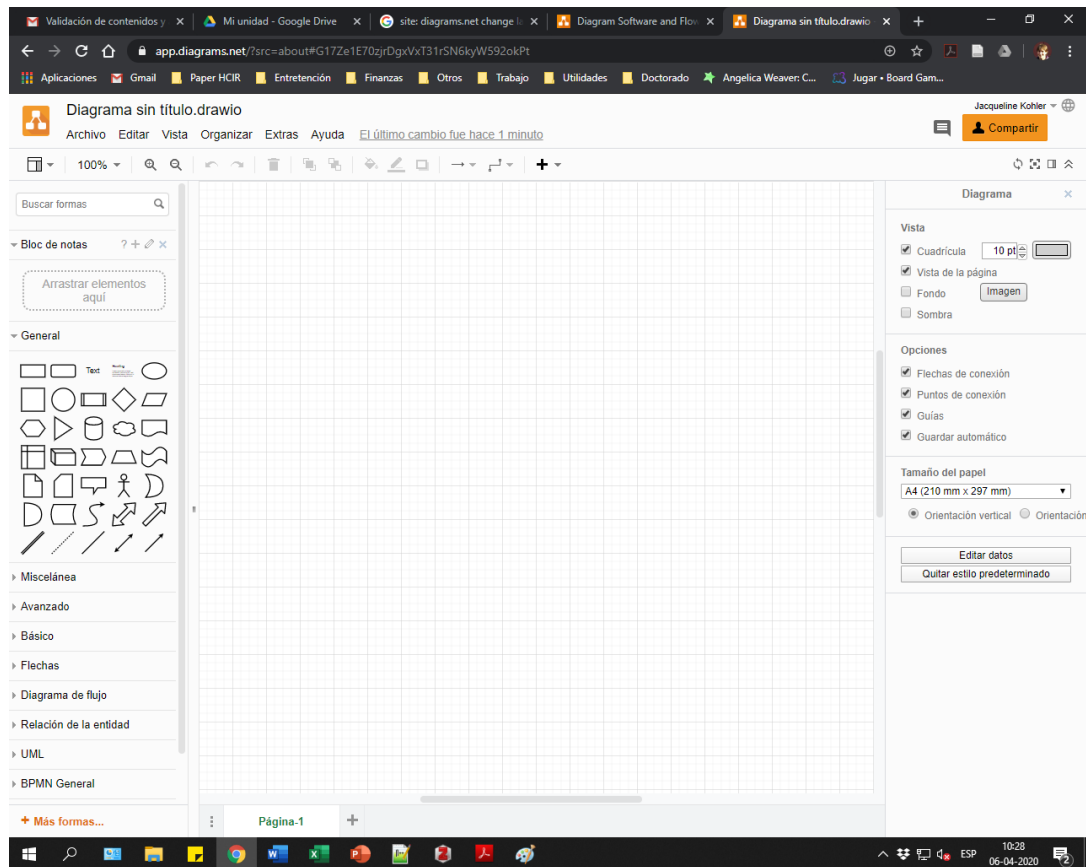 Validación de contenidos y
Mi unidad - Google Drive
site: diagrams.net change la
Diagram Software and Flow
Diagrama sin título.drawio
app.diagrams.net/?src=about#G17Ze1E70zjrDgxVxT31rSN6kyW592okPt
Aplicaciones Gmail Paper HCIR Entretención Finanzas Otros Trabajo Utilidades Doctorado Angelica Weaver: C... Jugar • Board Gam...
Diagrama sin título.drawio
Jacqueline Kohler
Archivo Editar Vista Organizar Extras Ayuda El último cambio fue hace 1 minuto
Compartir
100%
Buscar formas
Bloc de notas ?
Arrastrar elementos
aquí
General
Text
Miscelánea
Avanzado
Básico
Flechas
Diagrama de flujo
Relación de la entidad
UML
BPMN General
+ Más formas...
Página-1
Diagrama
Vista
Cuadrícula 10 pt
Vista de la página
Fondo Imagen
Sombra
Opciones
Flechas de conexión
Puntos de conexión
Guías
Guardar automático
Tamaño del papel
A4 (210 mm x 297 mm)
Orientación vertical Orientación
Editar datos
Quitar estilo predeterminado
ESP
10:28
06-04-2020
2